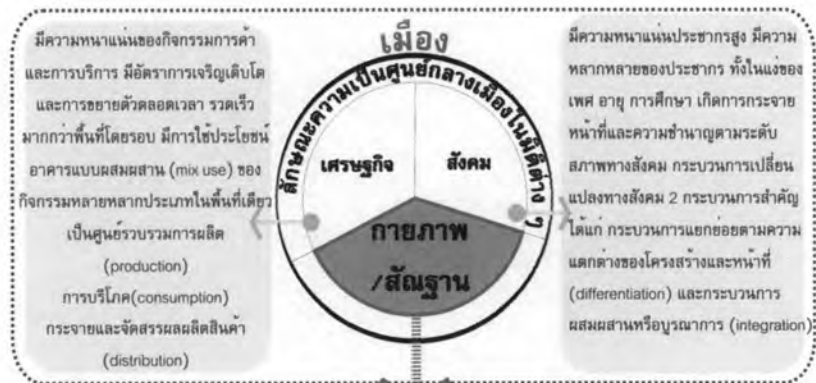 เมือง
ลักษณะความเป็นศูนย์กลางเมืองในมิติต่าง ๆ
มีความหนาแน่นของกิจกรรมการค้า
และการบริการ มีอัตราการเจริญเติบโต
และการขยายตัวตลอดเวลา รวดเร็ว
มากกว่าพื้นที่โดยรอบ มีการใช้ประโยชน์
อาคารแบบผสมผสาน (mix use) ของ
กิจกรรมหลายหลากประเภทในพื้นที่เดียว
เป็นศูนย์รวบรวมการผลิต
(production)
การบริโภค(consumption)
กระจายและจัดสรรผลผลิตสินค้า
(distribution)
เศรษฐกิจ
สังคม
กายภาพ
/สัณฐาน
มีความหนาแน่นประชากรสูง มีความ
หลากหลายของประชากร ทั้งในแง่ของ
เพศ อายุ การศึกษา เกิดการกระจาย
หน้าที่และความชำนาญตามระดับ
สภาพทางสังคม กระบวนการเปลี่ยน
แปลงทางสังคม 2 กระบวนการสำคัญ
ได้แก่ กระบวนการแยกย่อยตามความ
แตกต่างของโครงสร้างและหน้าที่
(differentiation) และกระบวนการ
ผสมผสานหรือบูรณาการ (integration)